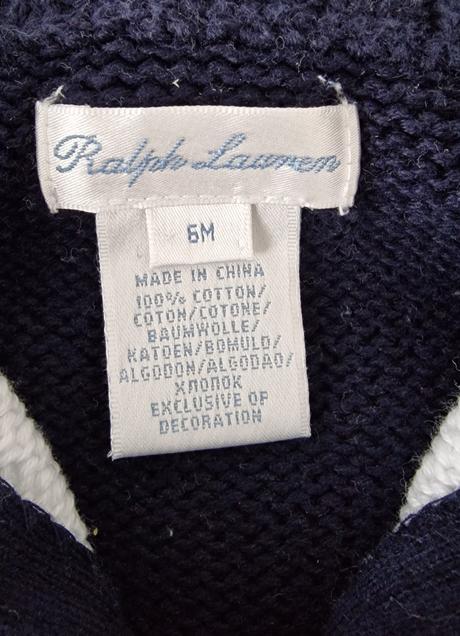 Ralph Lauren
6M
MADE IN CHINA
100% COTTON/
COTON/COTONE/
BAUMWOLLE/
KATOEN/BOMULD/
ALGODON/ALGODAO/
ХЛОПОК
EXCLUSIVE OF
DECORATION